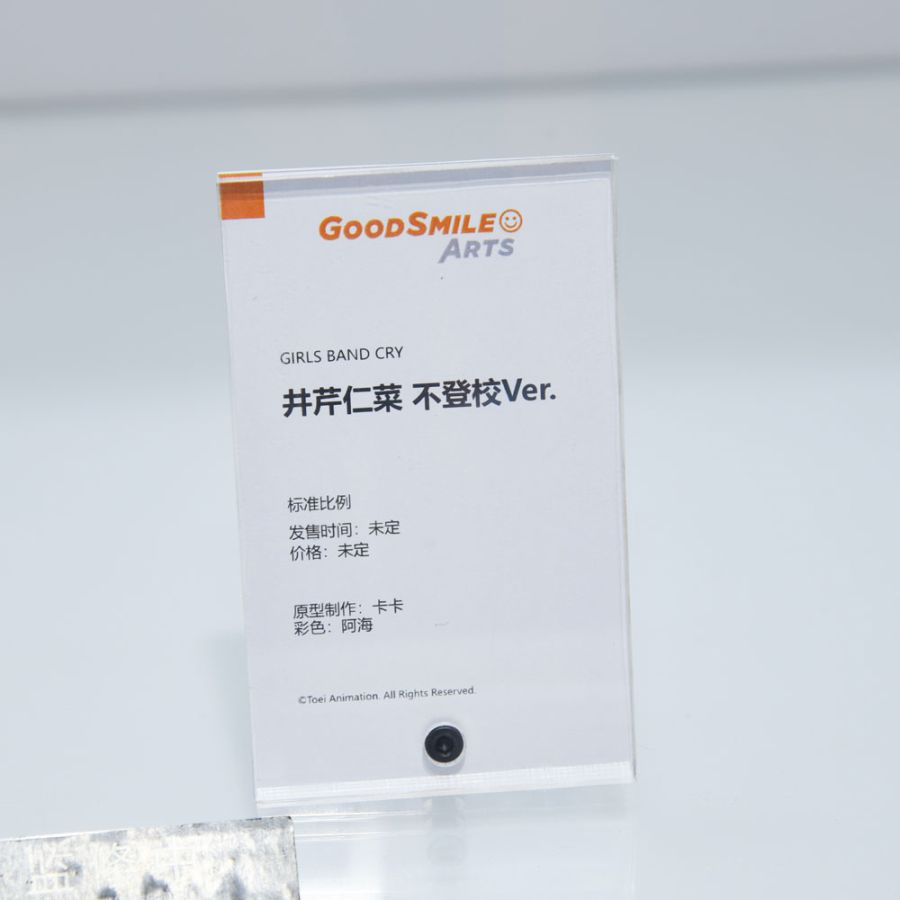 GOODSMILE
ARTS
GIRLS BAND CRY
井芹仁菜 不登校Ver.
标准比例
发售时间：未定
价格：未定
原型制作：卡卡
彩色：阿海
©Toei Animation. All Rights Reserved.